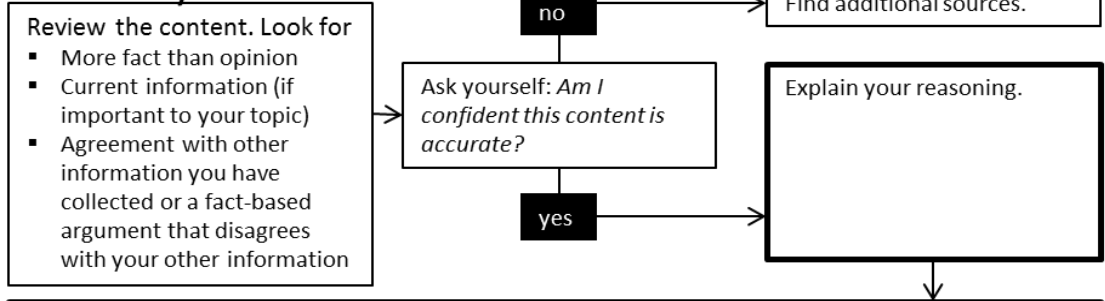 Review the content. Look for
▪ More fact than opinion
▪ Current information (if
important to your topic)
▪ Agreement with other
information you have
collected or a fact-based
argument that disagrees
with your other information
no
Find additional sources.
Ask yourself: Am I
confident this content is
accurate?
yes
Explain your reasoning.